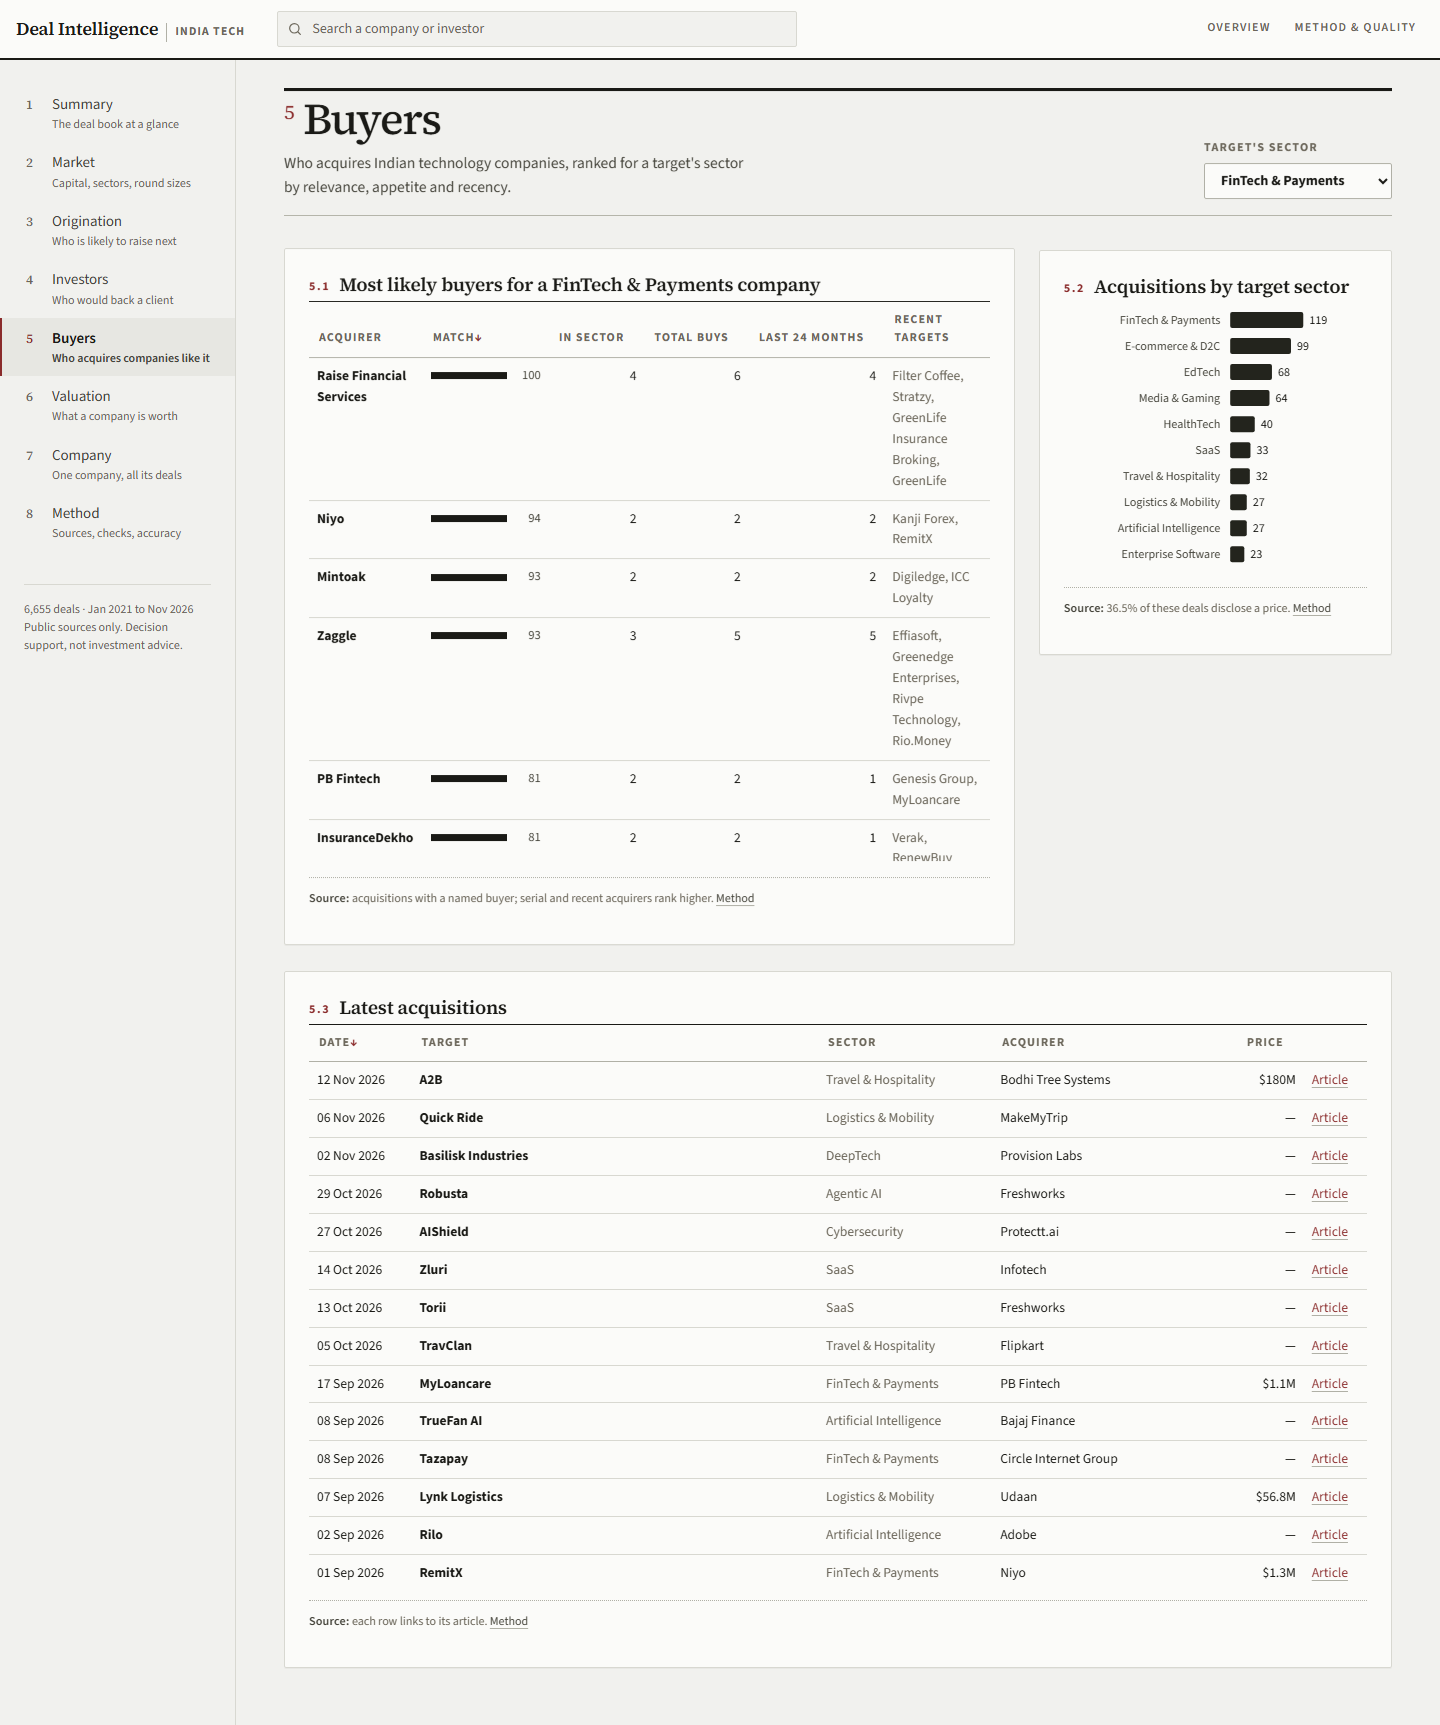 Deal Intelligence
INDIA TECH
Search a company or investor
OVERVIEW
METHOD & QUALITY
1 Summary
The deal book at a glance
2 Market
Capital, sectors, round sizes
3 Origination
Who is likely to raise next
4 Investors
Who would back a client
5 Buyers
Who acquires companies like it
6 Valuation
What a company is worth
7 Company
One company, all its deals
8 Method
Sources, checks, accuracy
6,655 deals · Jan 2021 to Nov 2026
Public sources only. Decision
support, not investment advice.
5 Buyers
Who acquires Indian technology companies, ranked for a target's sector
by relevance, appetite and recency.
TARGET'S SECTOR
FinTech & Payments
5.1 Most likely buyers for a FinTech & Payments company
ACQUIRER MATCH↓ IN SECTOR TOTAL BUYS LAST 24 MONTHS RECENT
TARGETS
Raise Financial 100 4 6 4 Filter Coffee,
Services Stratzy,
GreenLife
Insurance
Broking,
GreenLife
Niyo 94 2 2 2 Kanji Forex,
RemitX
Mintoak 93 2 2 2 Digiledge, ICC
Loyalty
Zaggle 93 3 5 5 Effiasoft,
Greenedge
Enterprises,
Rivpe
Technology,
Rio.Money
PB Fintech 81 2 2 1 Genesis Group,
MyLoancare
InsuranceDekho 81 2 2 1 Verak,
RenewBuy
Source: acquisitions with a named buyer; serial and recent acquirers rank higher. Method
5.2 Acquisitions by target sector
FinTech & Payments 119
E-commerce & D2C 99
EdTech 68
Media & Gaming 64
HealthTech 40
SaaS 33
Travel & Hospitality 32
Logistics & Mobility 27
Artificial Intelligence 27
Enterprise Software 23
Source: 36.5% of these deals disclose a price. Method
5.3 Latest acquisitions
DATE↓ TARGET SECTOR ACQUIRER PRICE
12 Nov 2026 A2B Travel & Hospitality Bodhi Tree Systems $180M Article
06 Nov 2026 Quick Ride Logistics & Mobility MakeMyTrip — Article
02 Nov 2026 Basilisk Industries DeepTech Provision Labs — Article
29 Oct 2026 Robusta Agentic AI Freshworks — Article
27 Oct 2026 AIShield Cybersecurity Protectt.ai — Article
14 Oct 2026 Zluri SaaS Infotech — Article
13 Oct 2026 Torii SaaS Freshworks — Article
05 Oct 2026 TravClan Travel & Hospitality Flipkart — Article
17 Sep 2026 MyLoancare FinTech & Payments PB Fintech $1.1M Article
08 Sep 2026 TrueFan AI Artificial Intelligence Bajaj Finance — Article
08 Sep 2026 Tazapay FinTech & Payments Circle Internet Group — Article
07 Sep 2026 Lynk Logistics Logistics & Mobility Udaan $56.8M Article
02 Sep 2026 Rilo Artificial Intelligence Adobe — Article
01 Sep 2026 RemitX FinTech & Payments Niyo $1.3M Article
Source: each row links to its article. Method